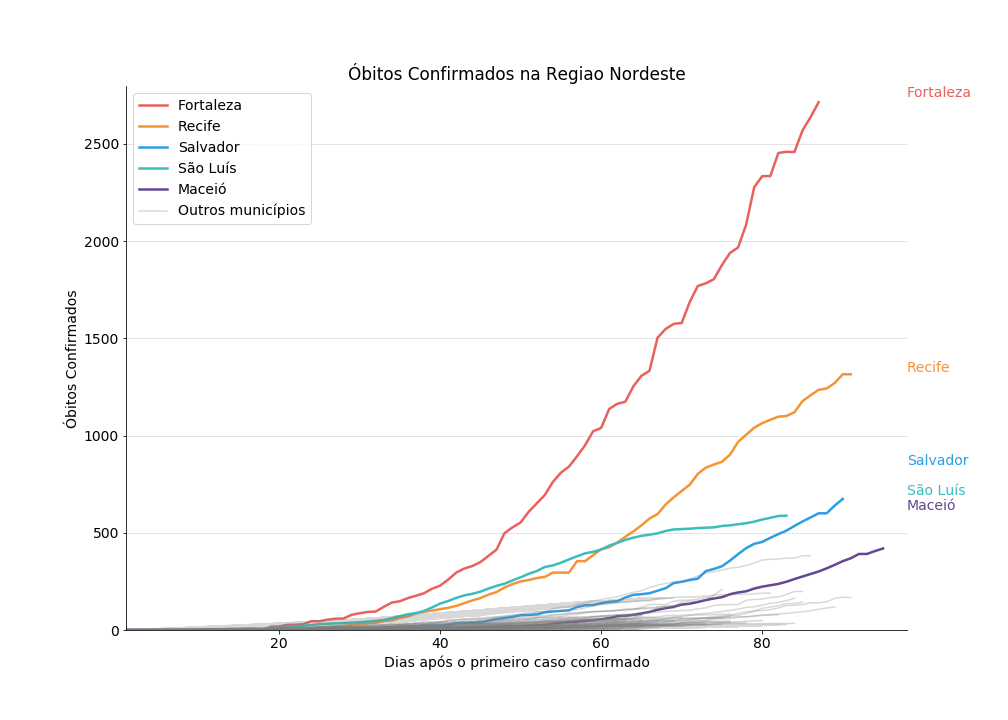 Óbitos Confirmados na Regiao Nordeste
Fortaleza
Recife
Salvador
São Luís
Maceió
Outros municípios
Fortaleza
Recife
Salvador
São Luís
Maceió
2500
2000
1500
1000
500
0
Óbitos Confirmados
20
40
60
80
Dias após o primeiro caso confirmado